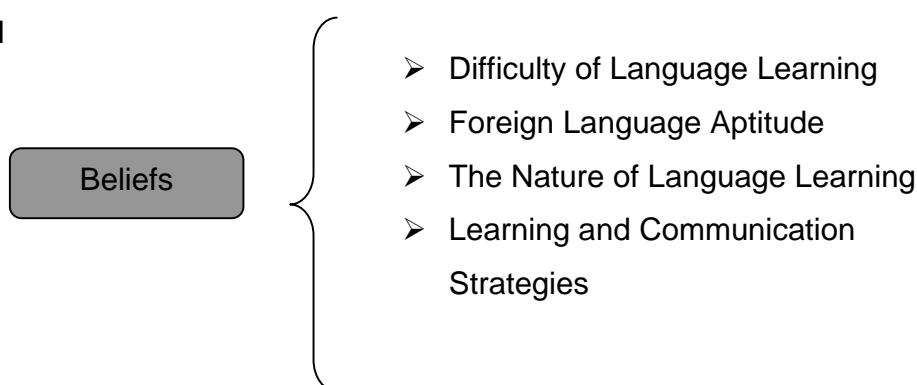 Beliefs
➢ Difficulty of Language Learning
➢ Foreign Language Aptitude
➢ The Nature of Language Learning
➢ Learning and Communication
Strategies